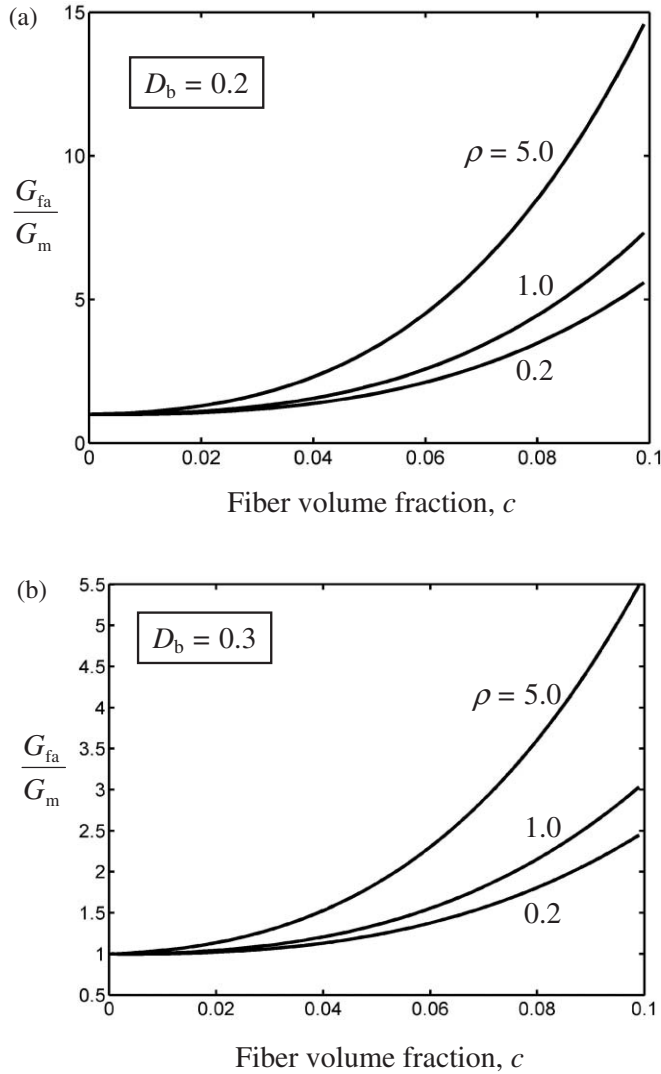 (a)
15
D_b = 0.2
ρ = 5.0
10
G_fa
G_m
1.0
5
0.2
0
0 0.02 0.04 0.06 0.08 0.1
Fiber volume fraction, c
(b)
5.5
D_b = 0.3
5
4.5
ρ = 5.0
4
3.5
G_fa
G_m
3
1.0
2.5
2
0.2
1.5
1
0.5
0 0.02 0.04 0.06 0.08 0.1
Fiber volume fraction, c